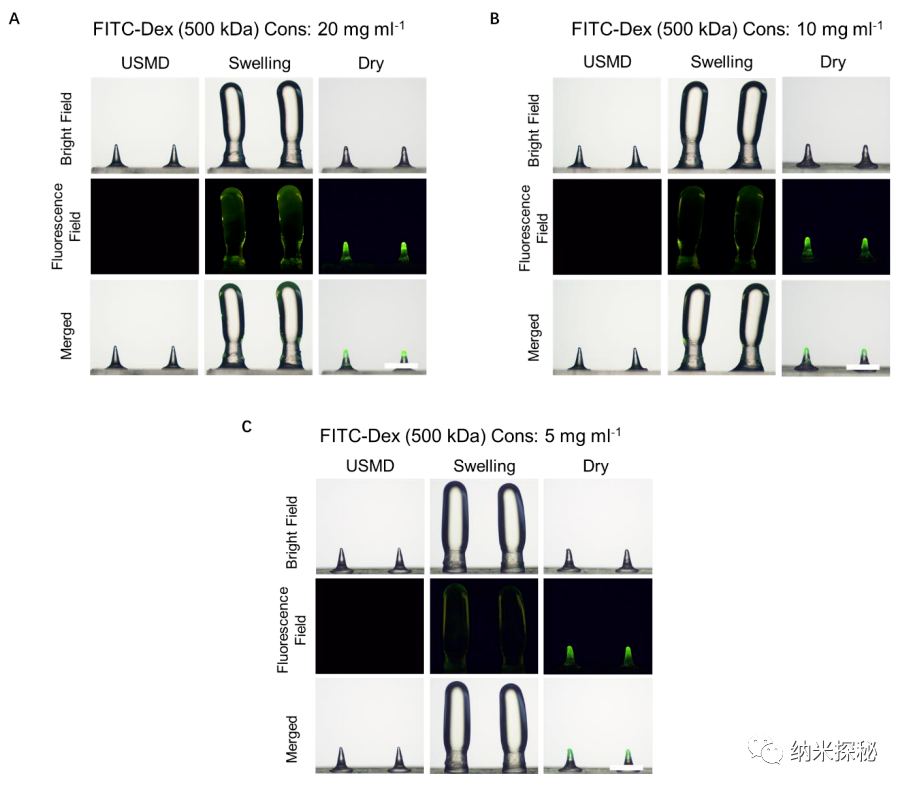 A
FITC-Dex (500 kDa) Cons: 20 mg ml-1
USMD Swelling Dry
Bright Field
Fluorescence
Field
Merged
B
FITC-Dex (500 kDa) Cons: 10 mg ml-1
USMD Swelling Dry
Bright Field
Fluorescence
Field
Merged
C
FITC-Dex (500 kDa) Cons: 5 mg ml-1
USMD Swelling Dry
Bright Field
Fluorescence
Field
Merged
纳米探秘